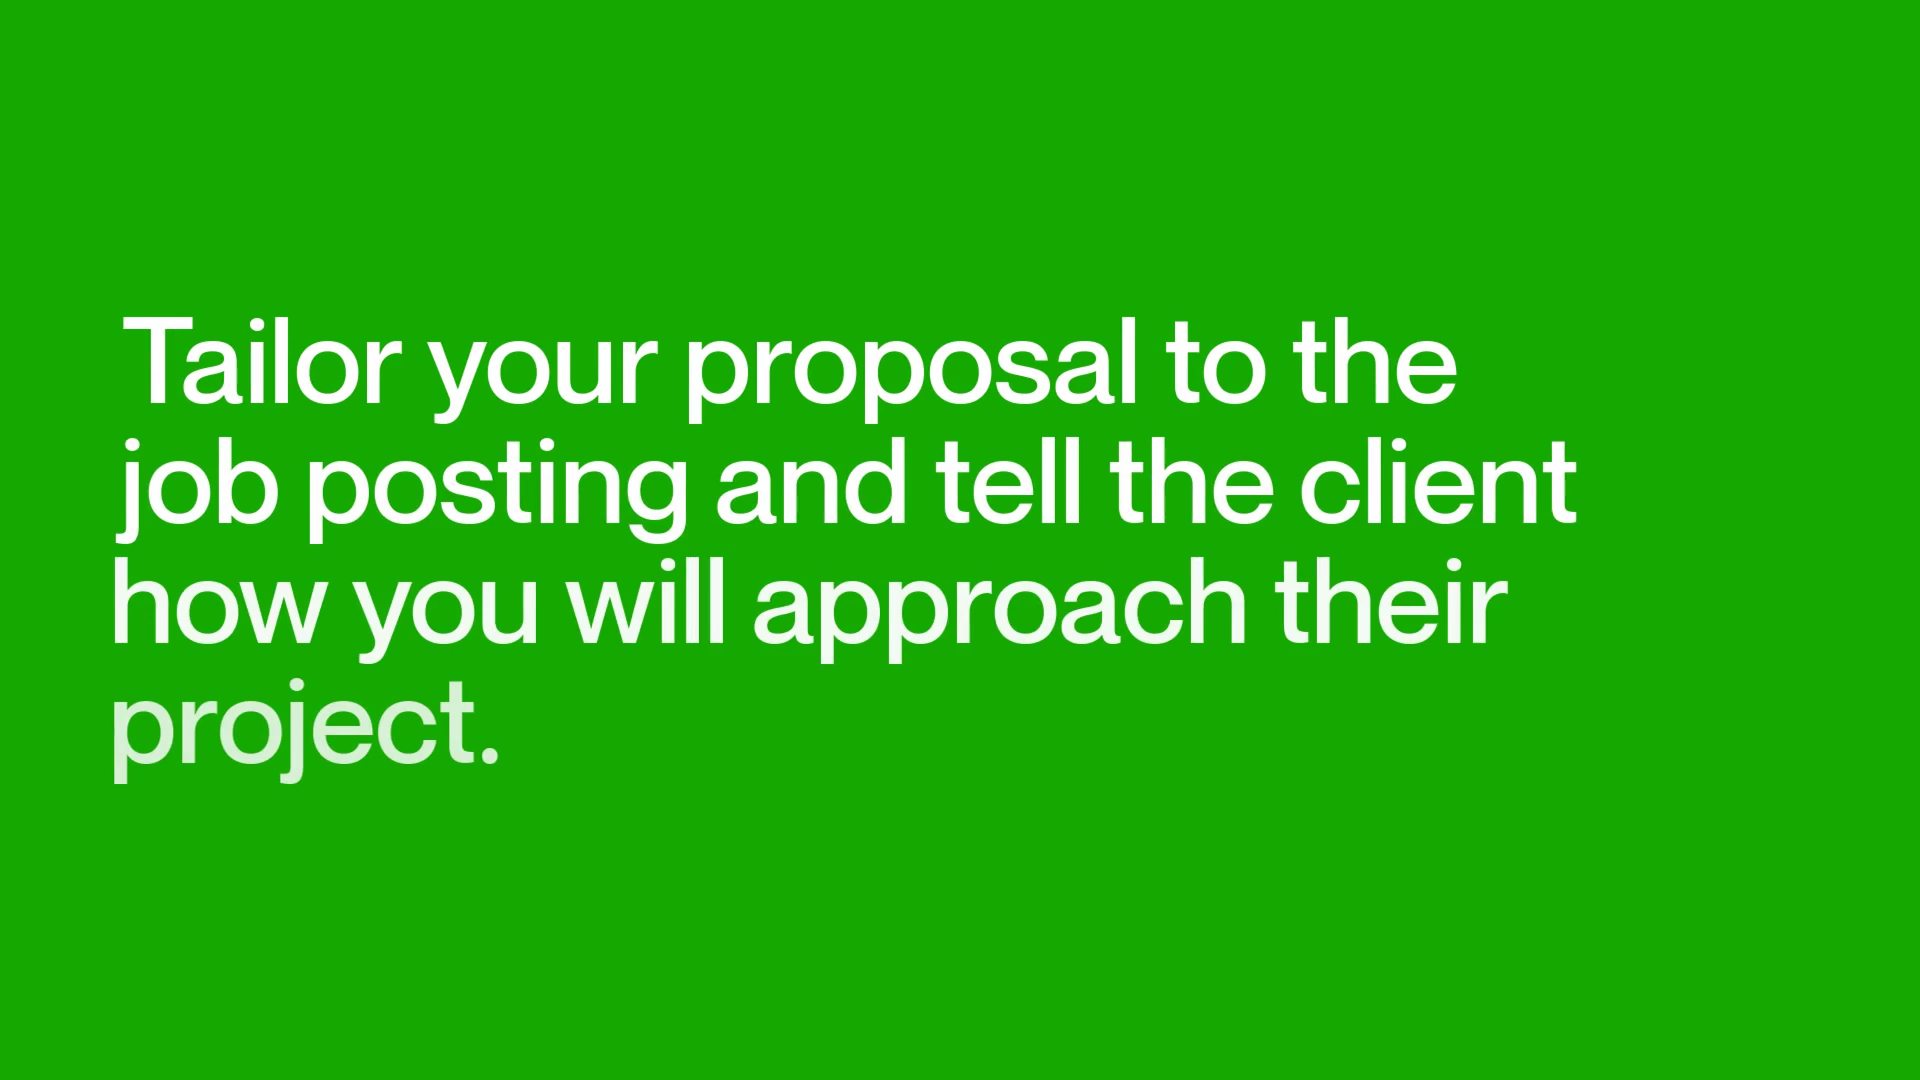 Tailor your proposal to the
job posting and tell the client
how you will approach their
project.